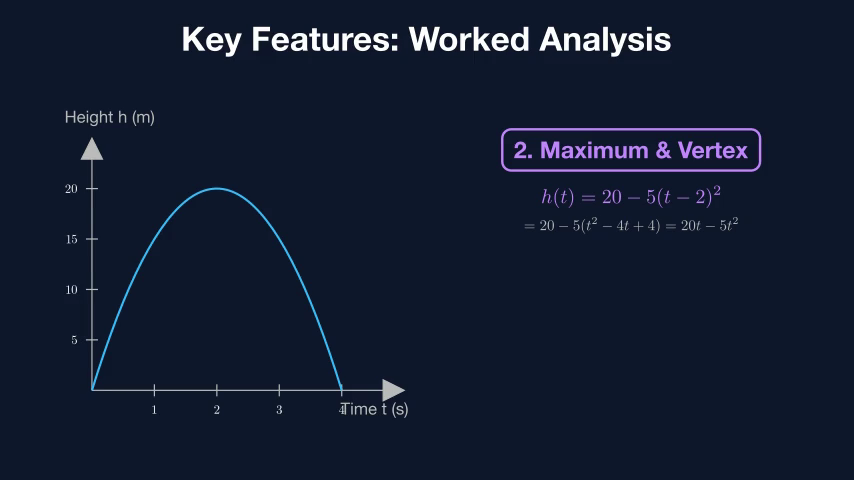 Key Features: Worked Analysis
Height h (m)
2. Maximum & Vertex
h(t) = 20 − 5(t − 2)²
= 20 − 5(t² − 4t + 4) = 20t − 5t²
20
15
10
5
1 2 3 4
Time t (s)